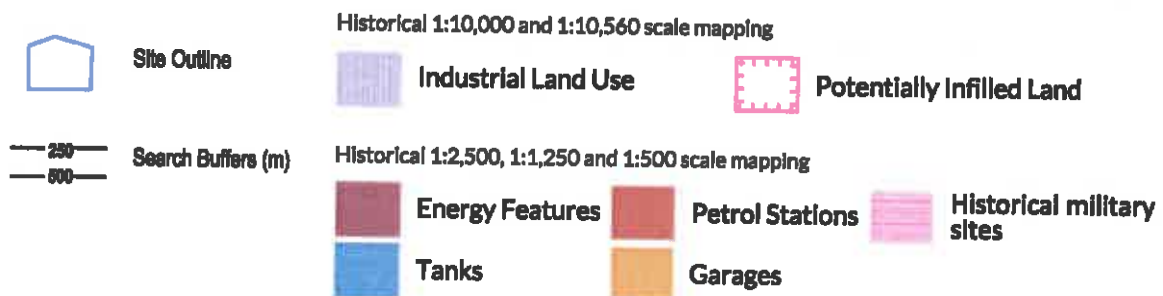 Historical 1:10,000 and 1:10,560 scale mapping
Site Outline
Industrial Land Use
Potentially Infilled Land
250
500
Search Buffers (m)
Historical 1:2,500, 1:1,250 and 1:500 scale mapping
Energy Features
Petrol Stations
Historical military
sites
Tanks
Garages